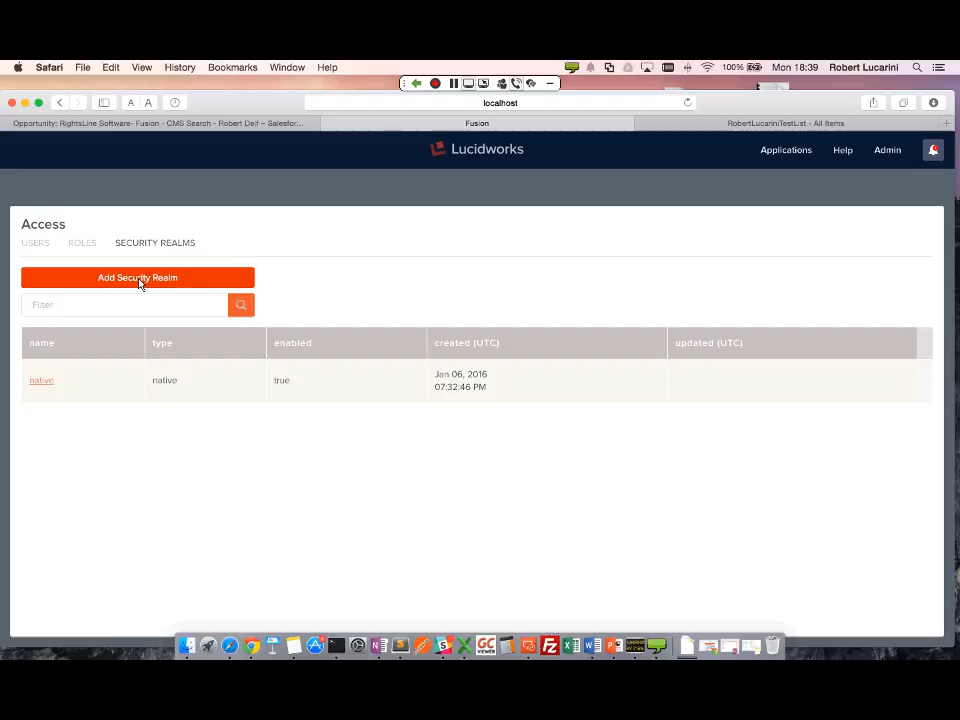 Safari File Edit View History Bookmarks Window Help 100% Mon 18:39 Robert Lucarini
A A localhost
Opportunity: RightsLine Software- Fusion - CMS Search - Robert Delf ~ Salesfor... Fusion RobertLucariniTestList - All Items
Lucidworks Applications Help Admin
Access
USERS ROLES SECURITY REALMS
Add Security Realm
Filter
name type enabled created (UTC) updated (UTC)
native native true Jan 06, 2016
07:32:46 PM
GC
VIEWER